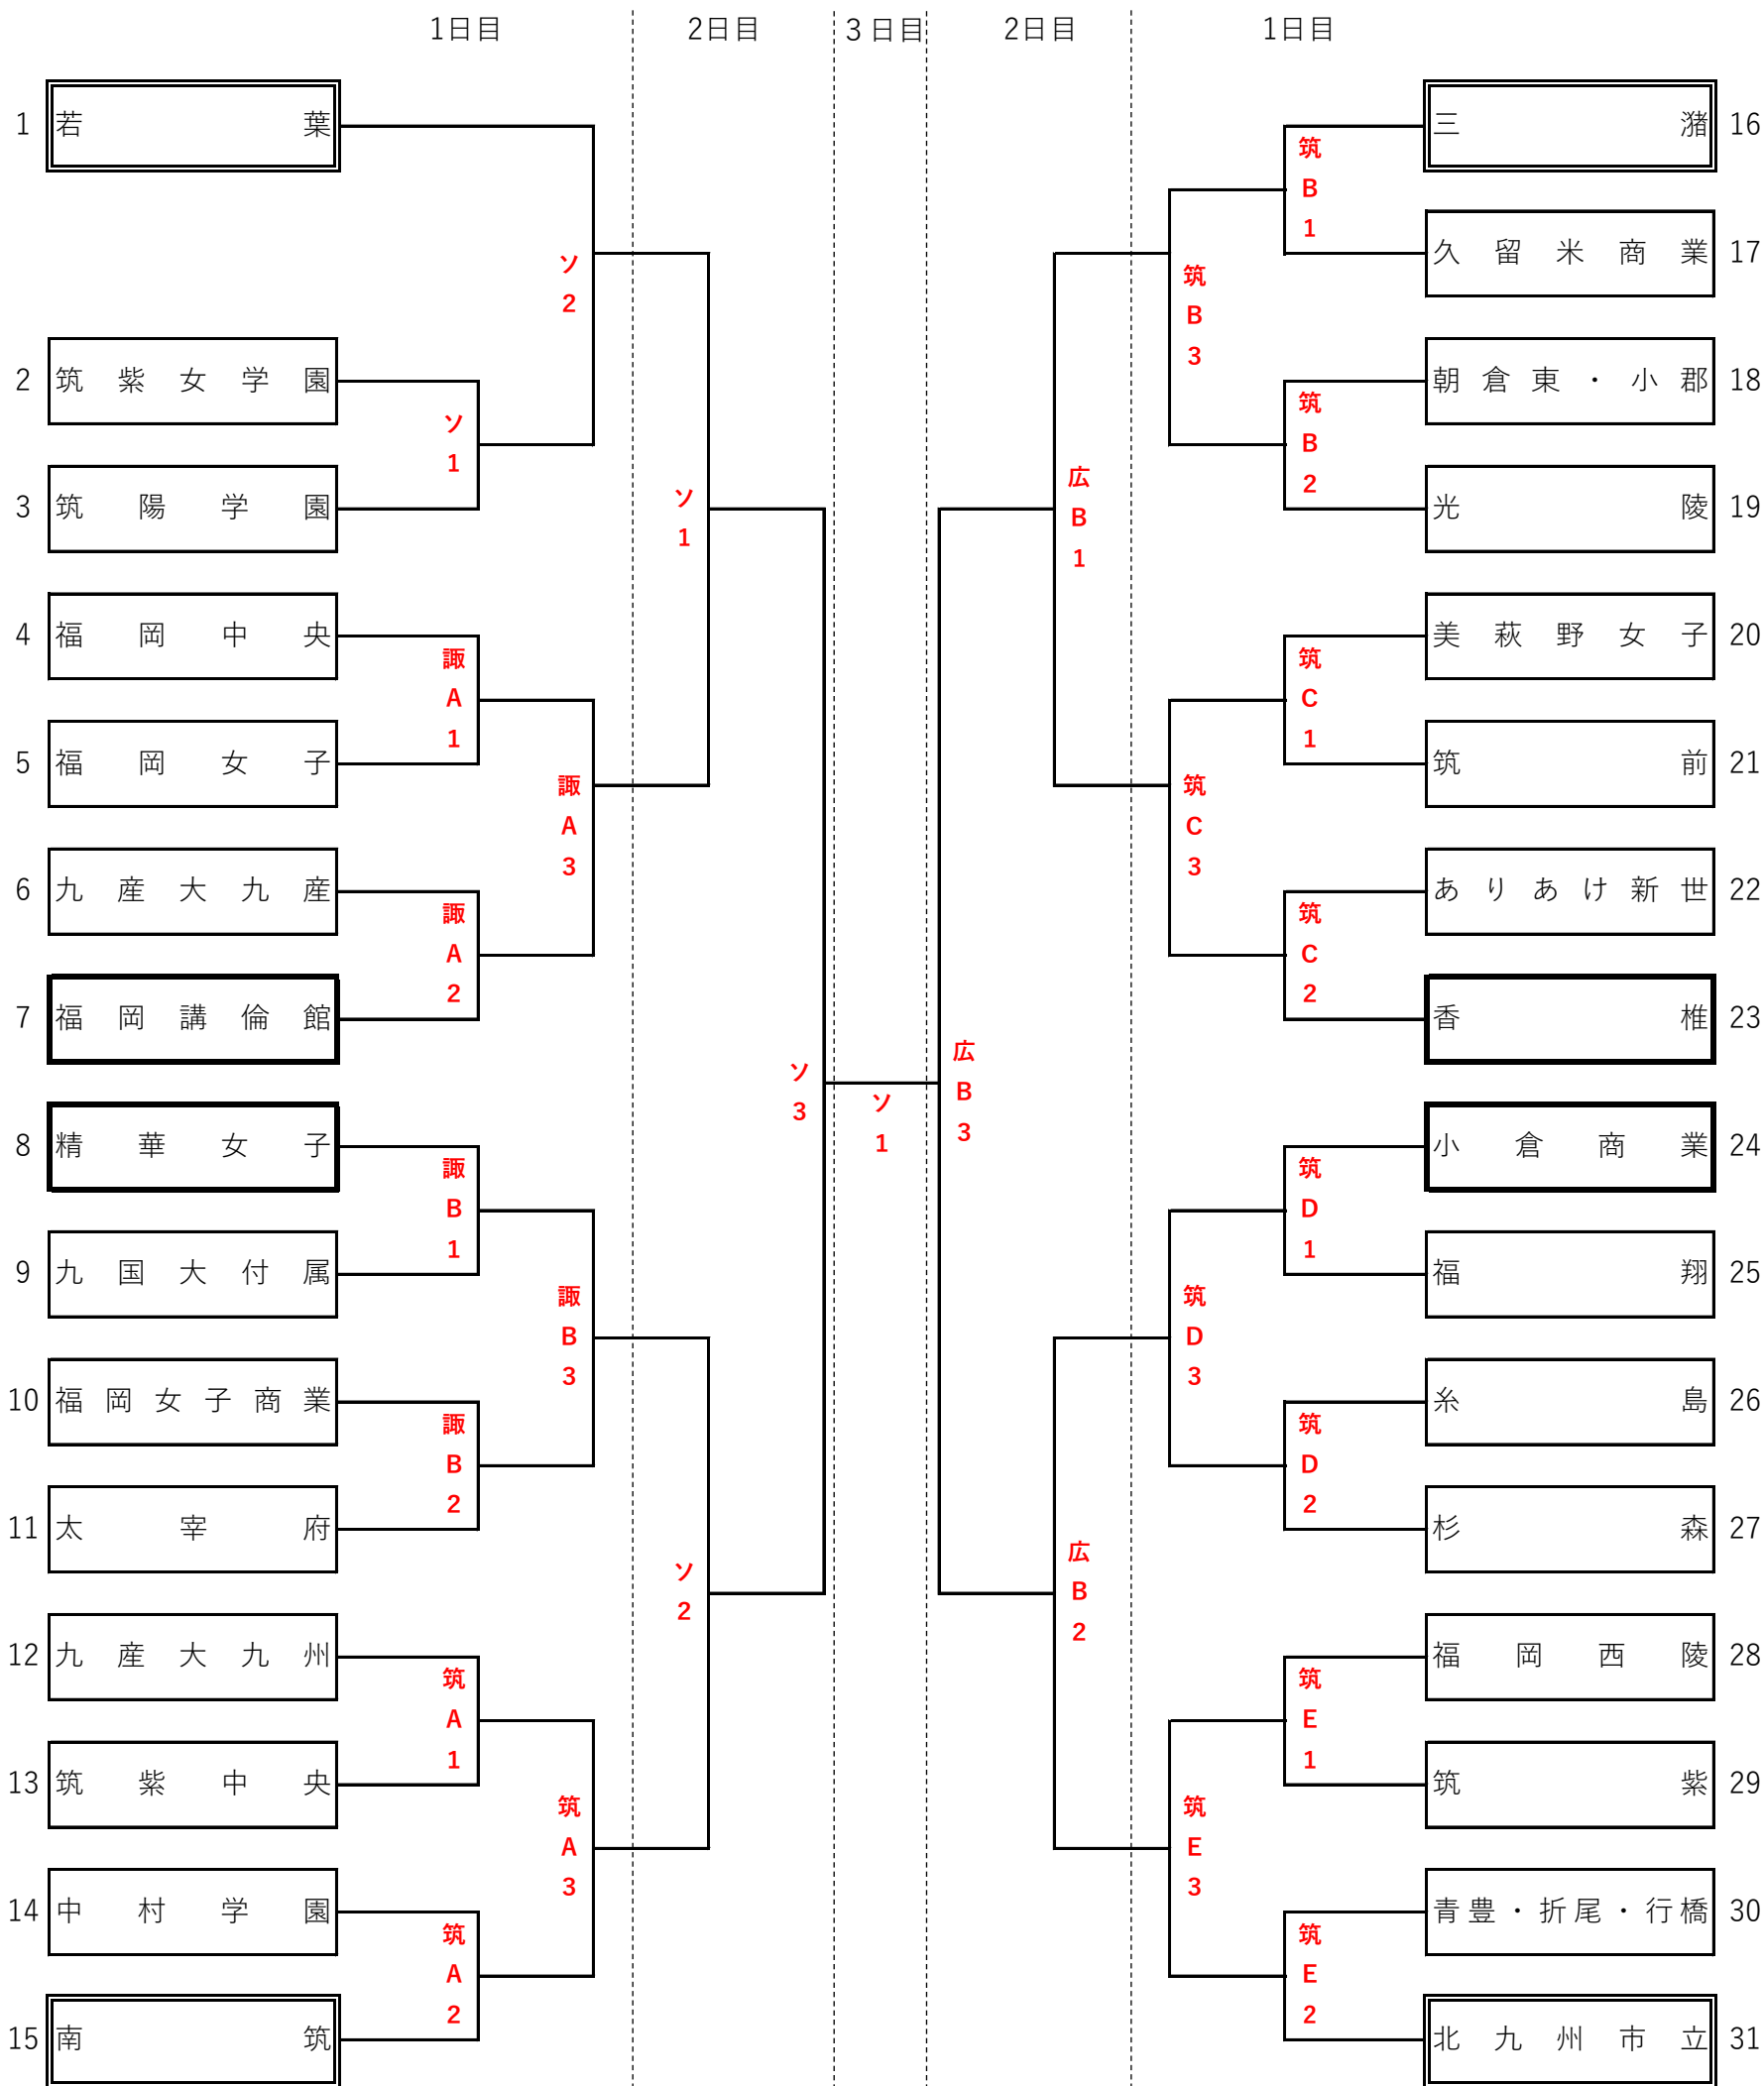 1日目 2日目 3日目 2日目 1日目
1 若葉
2 筑紫女学園
3 筑陽学園
4 福岡中央
5 福岡女子
6 九産大九産
7 福岡講倫館
8 精華女子
9 九国大付属
10 福岡女子商業
11 太宰府
12 九産大九州
13 筑紫中央
14 中村学園
15 南筑
ソ2
ソ1
諏A1
諏A3
諏A2
諏B1
諏B3
諏B2
筑A1
筑A3
筑A2
ソ1
ソ2
ソ3
ソ1
広B3
広B1
広B2
筑B1
筑B3
筑B2
筑C1
筑C3
筑C2
筑D1
筑D3
筑D2
筑E1
筑E3
筑E2
三潴 16
久留米商業 17
朝倉東・小郡 18
光陵 19
美萩野女子 20
筑前 21
ありあけ新世 22
香椎 23
小倉商業 24
福翔 25
糸島 26
杉森 27
福岡西陵 28
筑紫 29
青豊・折尾・行橋 30
北九州市立 31